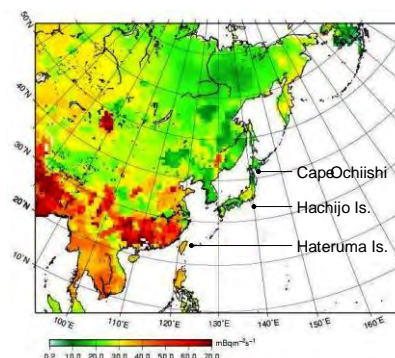 50°N
40°N
30°N
20°N
10°N
CapeOchiishi
Hachijo Is.
Hateruma Is.
100°E 110°E 120°E 130°E 140°E 150°E 160°E
0.2 10.0 20.0 30.0 40.0 50.0 60.0 70.0 mBqm⁻²s⁻¹